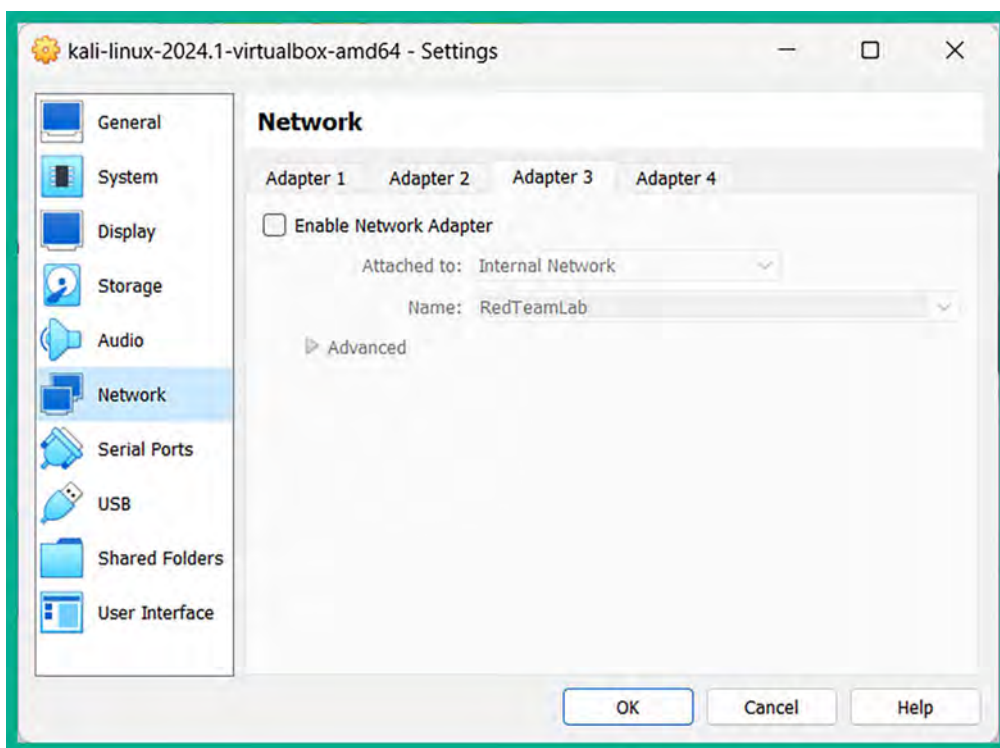 kali-linux-2024.1-virtualbox-amd64 - Settings
General
System
Display
Storage
Audio
Network
Serial Ports
USB
Shared Folders
User Interface
Network
Adapter 1 Adapter 2 Adapter 3 Adapter 4
Enable Network Adapter
Attached to: Internal Network
Name: RedTeamLab
Advanced
OK Cancel Help